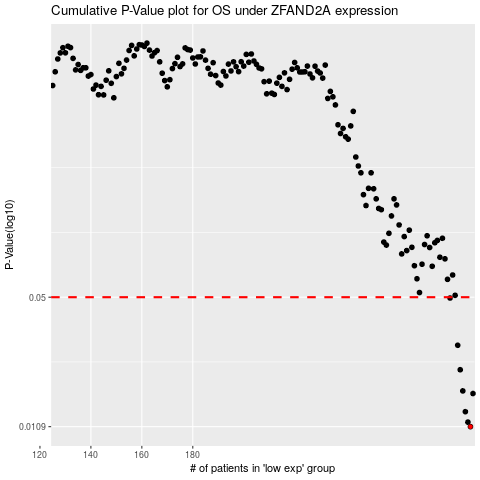 Cumulative P-Value plot for OS under ZFAND2A expression
P-Value(log10)
0.05
0.0109
120 140 160 180
# of patients in 'low exp' group